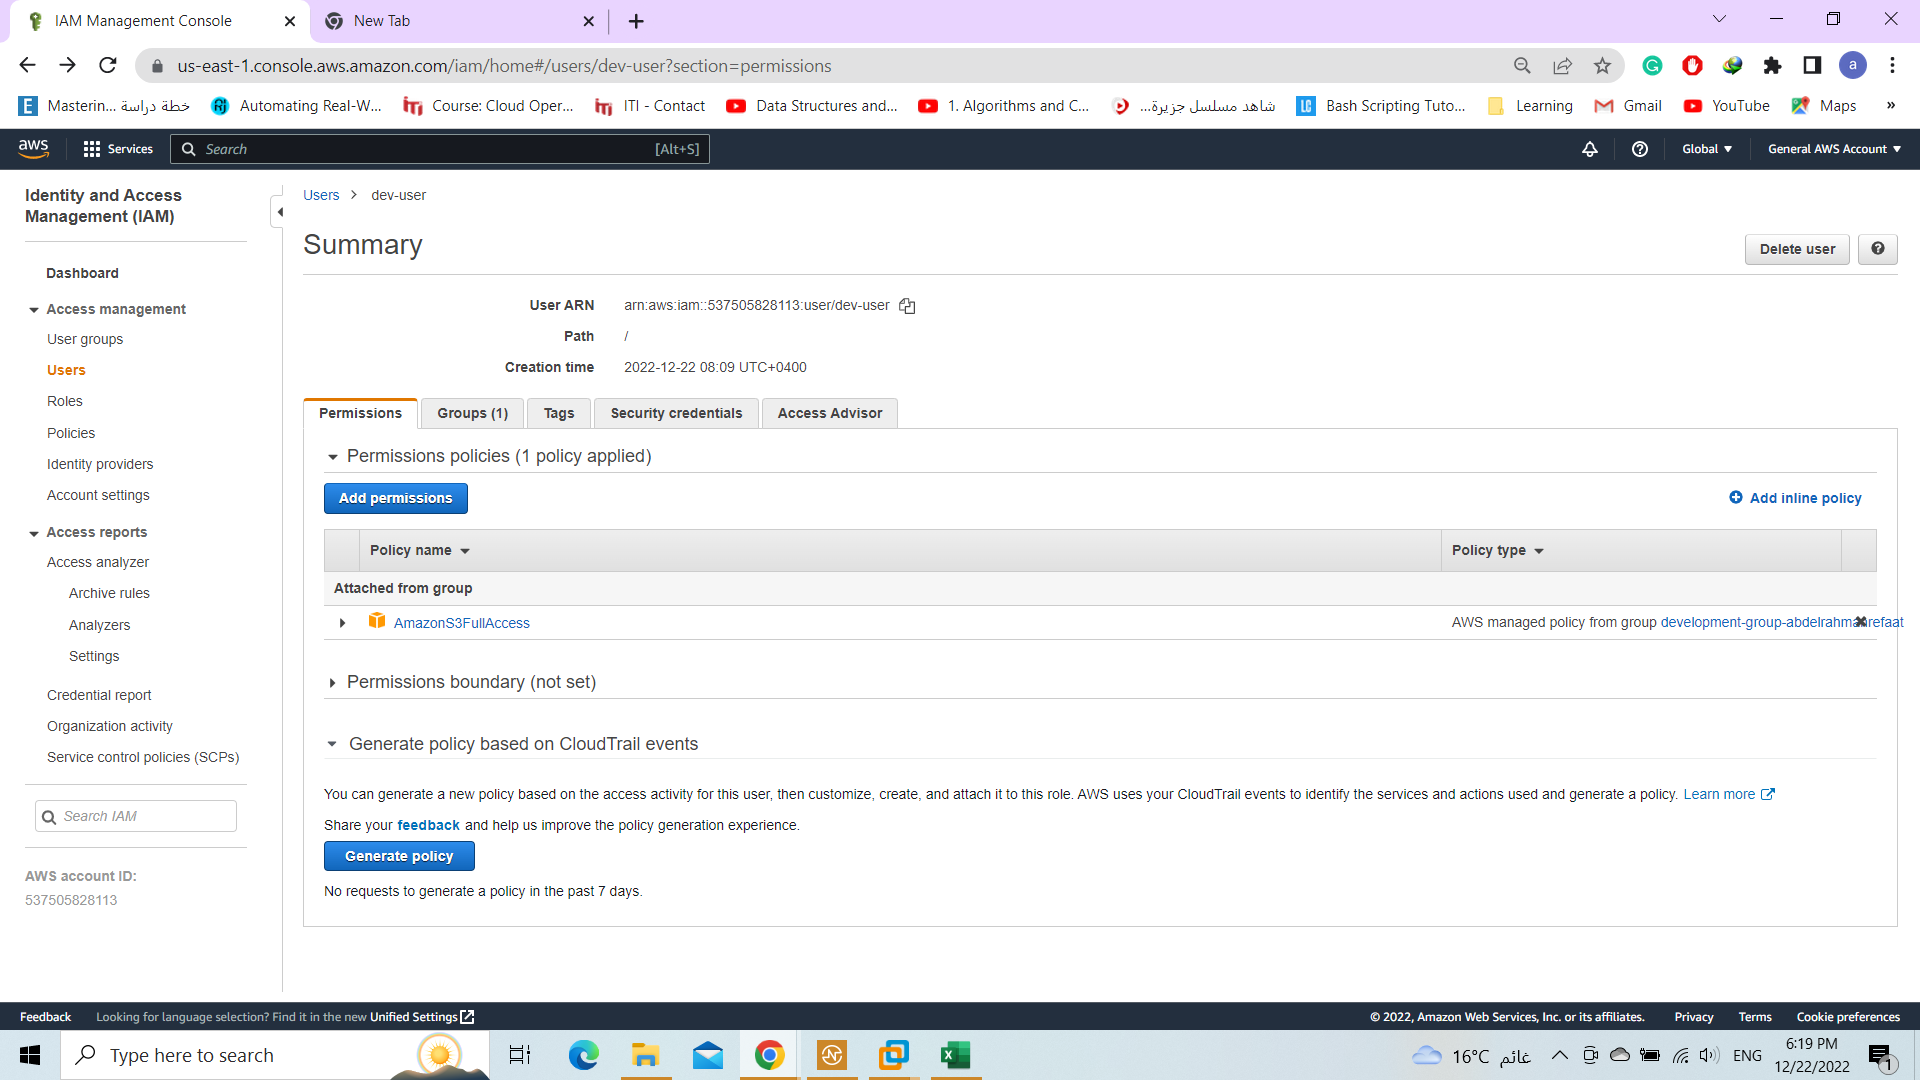 IAM Management Console
New Tab
us-east-1.console.aws.amazon.com/iam/home#/users/dev-user?section=permissions
a
Masterin... خطة دراسة
Automating Real-W...
Course: Cloud Oper...
ITI - Contact
Data Structures and...
1. Algorithms and C...
شاهد مسلسل جزيرة...
Bash Scripting Tuto...
Learning
Gmail
YouTube
Maps
»
aws
Services
Search
[Alt+S]
Global
General AWS Account
Identity and Access
Management (IAM)
Dashboard
Access management
User groups
Users
Roles
Policies
Identity providers
Account settings
Access reports
Access analyzer
Archive rules
Analyzers
Settings
Credential report
Organization activity
Service control policies (SCPs)
Search IAM
AWS account ID:
537505828113
Users > dev-user
Summary
Delete user
User ARN arn:aws:iam::537505828113:user/dev-user
Path /
Creation time 2022-12-22 08:09 UTC+0400
Permissions
Groups (1)
Tags
Security credentials
Access Advisor
Permissions policies (1 policy applied)
Add permissions
Add inline policy
Policy name
Policy type
Attached from group
AmazonS3FullAccess
AWS managed policy from group development-group-abdelrahmanrefaat
Permissions boundary (not set)
Generate policy based on CloudTrail events
You can generate a new policy based on the access activity for this user, then customize, create, and attach it to this role. AWS uses your CloudTrail events to identify the services and actions used and generate a policy. Learn more
Share your feedback and help us improve the policy generation experience.
Generate policy
No requests to generate a policy in the past 7 days.
Feedback
Looking for language selection? Find it in the new Unified Settings
© 2022, Amazon Web Services, Inc. or its affiliates.
Privacy
Terms
Cookie preferences
Type here to search
16°C غائم
ENG
6:19 PM
12/22/2022
1